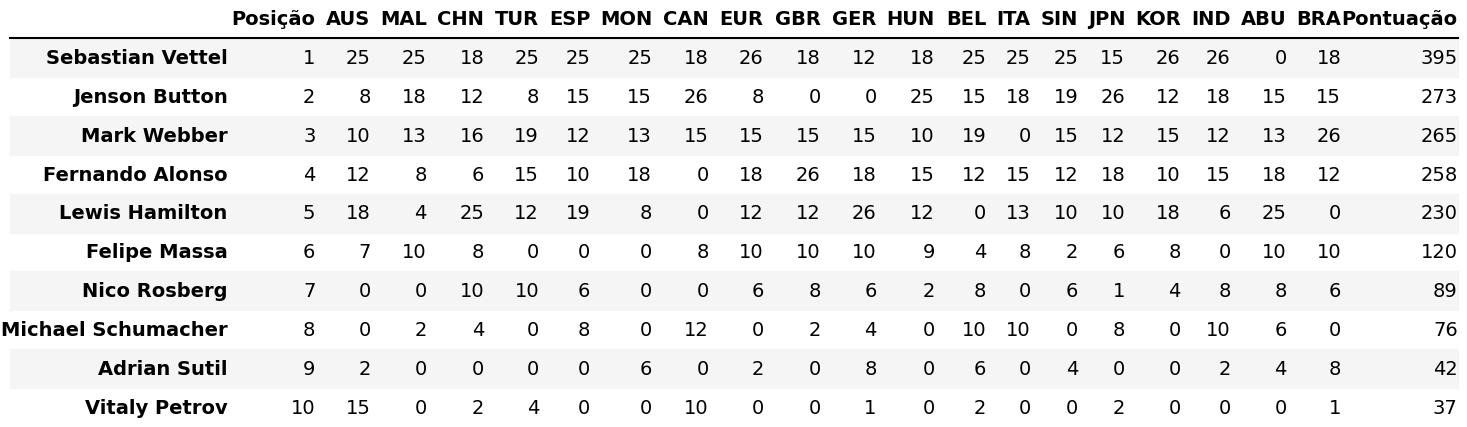 Posição AUS MAL CHN TUR ESP MON CAN EUR GBR GER HUN BEL ITA SIN JPN KOR IND ABU BRA Pontuação
Sebastian Vettel 1 25 25 18 25 25 25 18 26 18 12 18 25 25 25 15 26 26 0 18 395
Jenson Button 2 8 18 12 8 15 15 26 8 0 0 25 15 18 19 26 12 18 15 15 273
Mark Webber 3 10 13 16 19 12 13 15 15 15 15 10 19 0 15 12 15 12 13 26 265
Fernando Alonso 4 12 8 6 15 10 18 0 18 26 18 15 12 15 12 18 10 15 18 12 258
Lewis Hamilton 5 18 4 25 12 19 8 0 12 12 26 12 0 13 10 10 18 6 25 0 230
Felipe Massa 6 7 10 8 0 0 0 8 10 10 10 9 4 8 2 6 8 0 10 10 120
Nico Rosberg 7 0 0 10 10 6 0 0 6 8 6 2 8 0 6 1 4 8 8 6 89
Michael Schumacher 8 0 2 4 0 8 0 12 0 2 4 0 10 10 0 8 0 10 6 0 76
Adrian Sutil 9 2 0 0 0 0 6 0 2 0 8 0 6 0 4 0 0 2 4 8 42
Vitaly Petrov 10 15 0 2 4 0 0 10 0 0 1 0 2 0 0 2 0 0 0 1 37